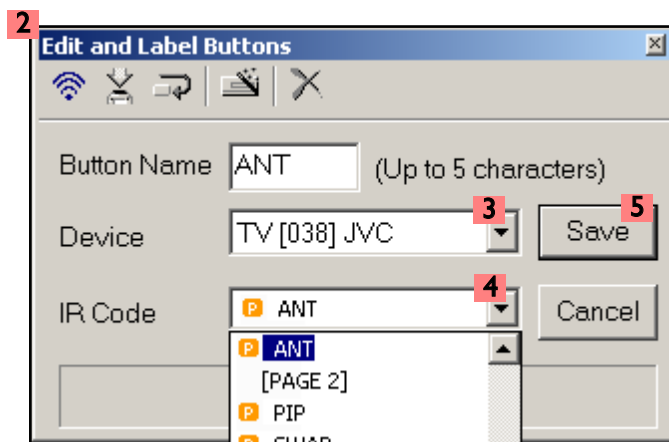 2
Edit and Label Buttons
Button Name ANT (Up to 5 characters)
3
5
Device TV [038] JVC Save
4
IR Code P ANT Cancel
P ANT
[PAGE 2]
P PIP
P SWAP